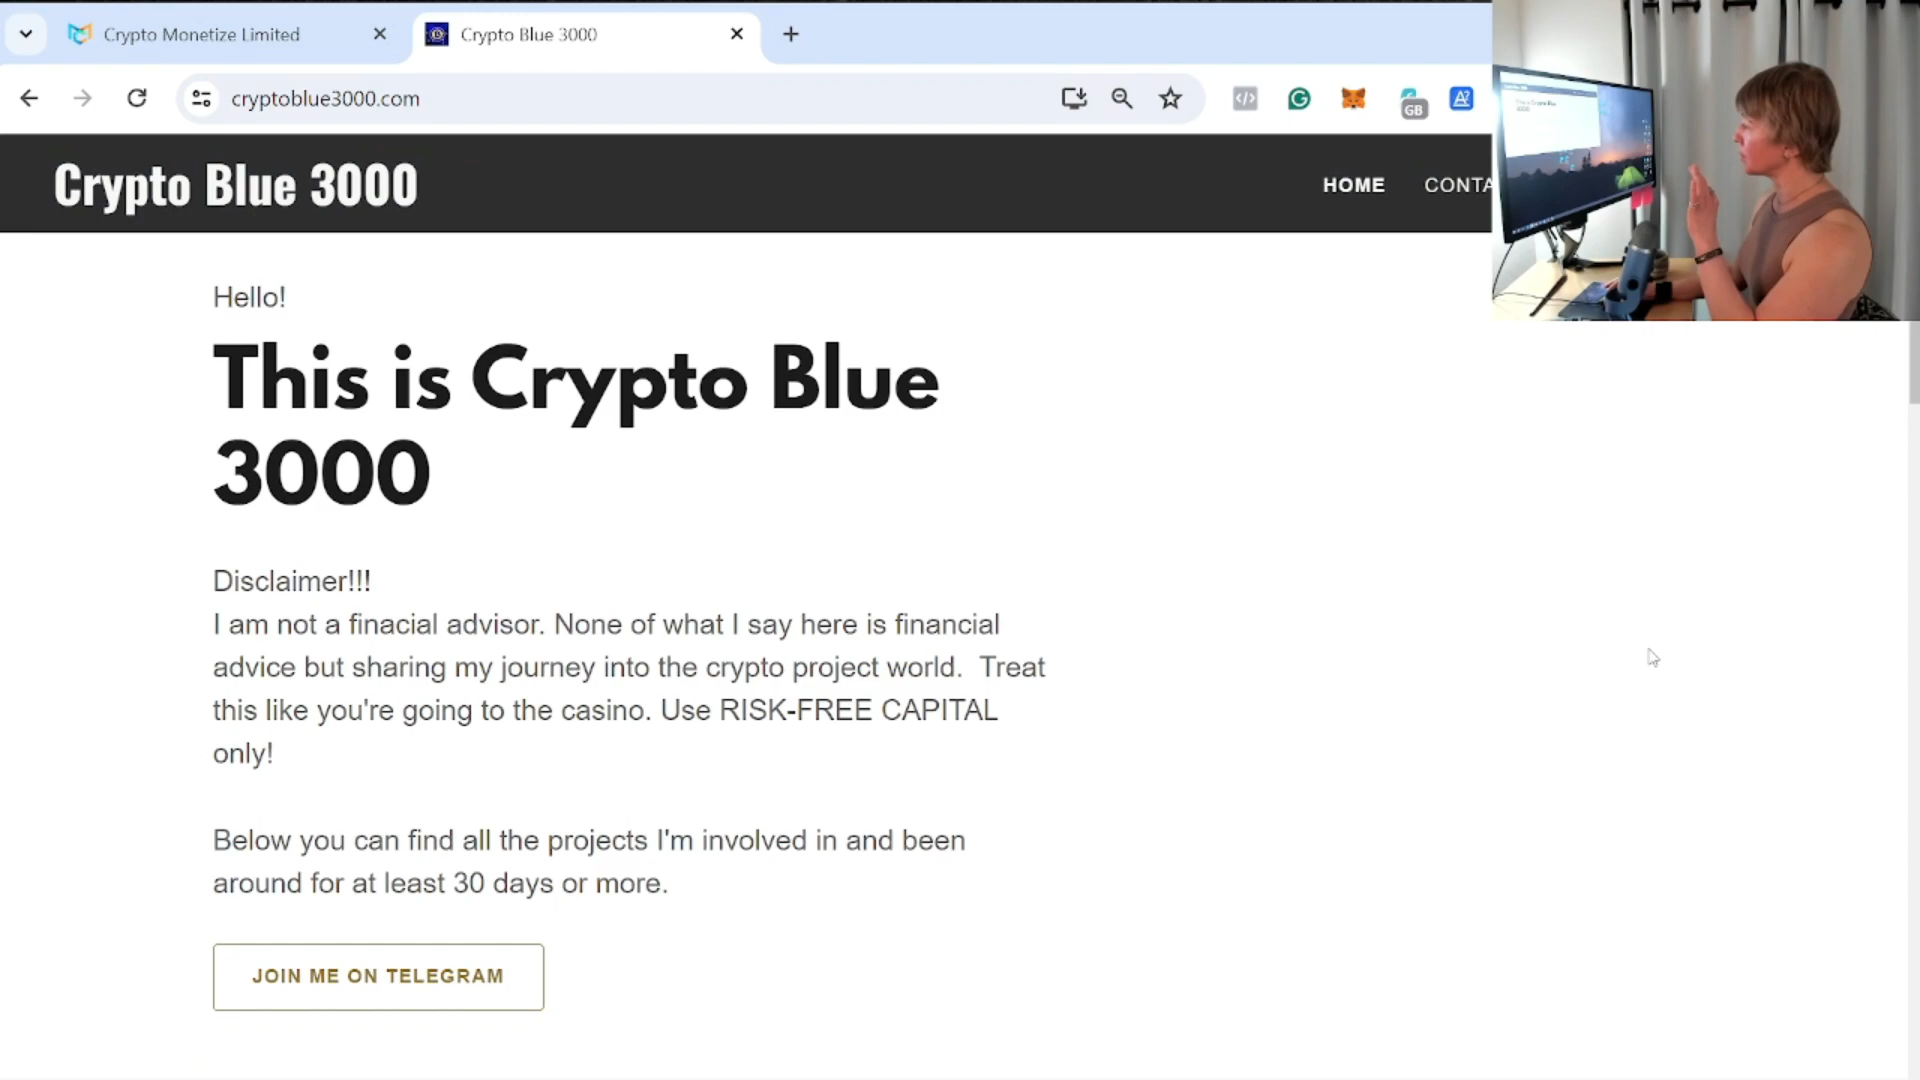 Crypto Monetize Limited
Crypto Blue 3000
cryptoblue3000.com
GB
Crypto Blue 3000
HOME
CONTA
Hello!
This is Crypto Blue
3000
Disclaimer!!!
I am not a finacial advisor. None of what I say here is financial
advice but sharing my journey into the crypto project world.  Treat
this like you're going to the casino. Use RISK-FREE CAPITAL
only!
Below you can find all the projects I'm involved in and been
around for at least 30 days or more.
JOIN ME ON TELEGRAM